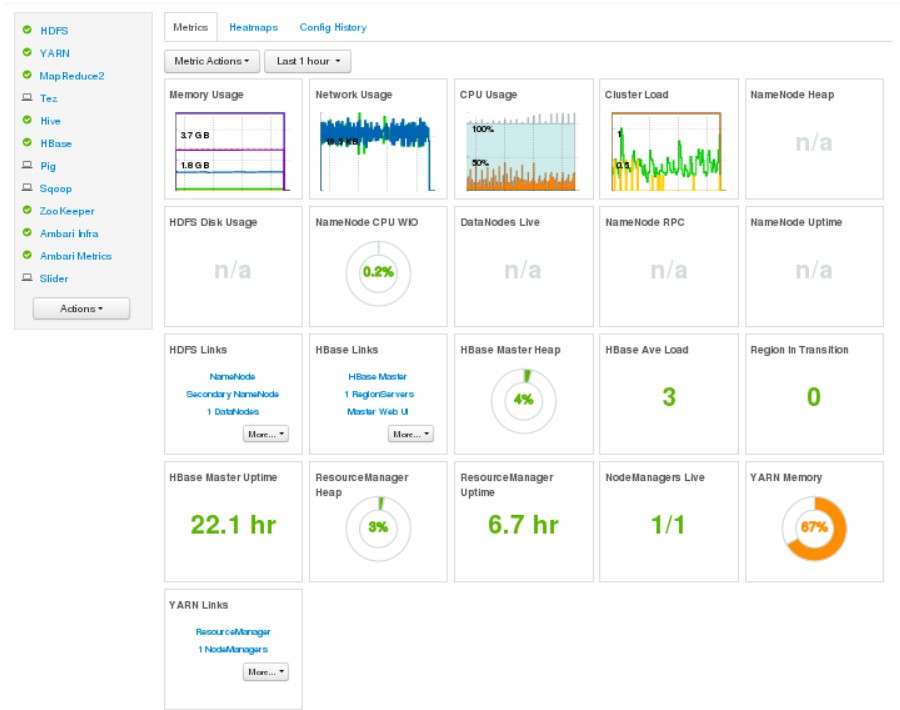 HDFS
YARN
MapReduce2
Tez
Hive
HBase
Pig
Sqoop
ZooKeeper
Ambari Infra
Ambari Metrics
Slider
Actions
Metrics Heatmaps Config History
Metric Actions Last 1 hour
Memory Usage
3.7 GB
1.8 GB
Network Usage
CPU Usage
100%
50%
Cluster Load
1
0.5
NameNode Heap
n/a
HDFS Disk Usage
n/a
NameNode CPU WIO
0.2%
DataNodes Live
n/a
NameNode RPC
n/a
NameNode Uptime
n/a
HDFS Links
NameNode
Secondary NameNode
1 DataNodes
More...
HBase Links
HBase Master
1 RegionServers
Master Web UI
More...
HBase Master Heap
4%
HBase Ave Load
3
Region In Transition
0
HBase Master Uptime
22.1 hr
ResourceManager
Heap
3%
ResourceManager
Uptime
6.7 hr
NodeManagers Live
1/1
YARN Memory
67%
YARN Links
ResourceManager
1 NodeManagers
More...